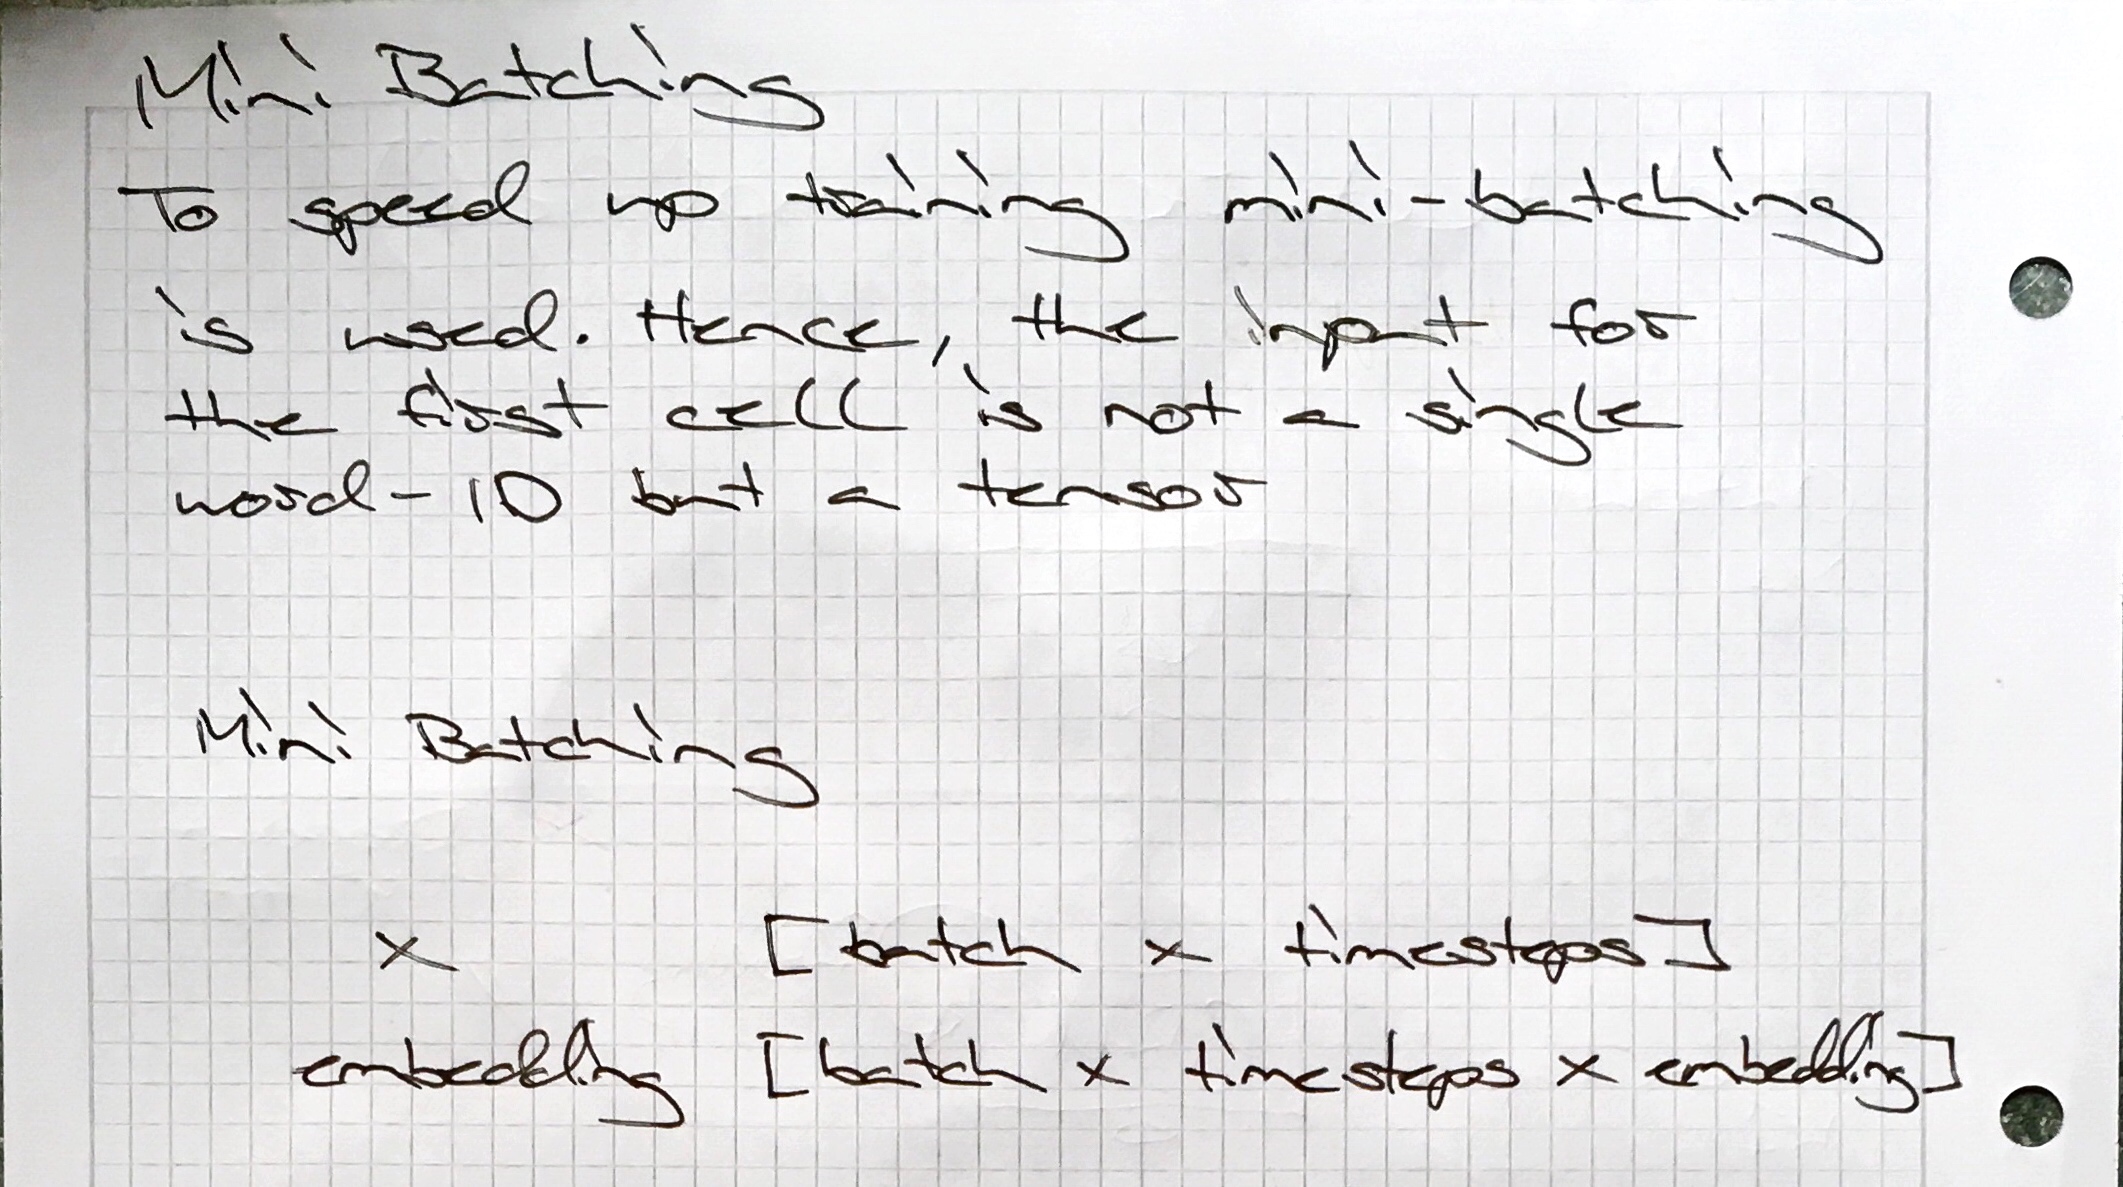 Mini Batching
To speed up training mini-batching
is used. Hence, the input for
the first cell is not a single
word-ID but a tensor
Mini Batching
x [batch x timesteps]
embedding [batch x timesteps x embedding]